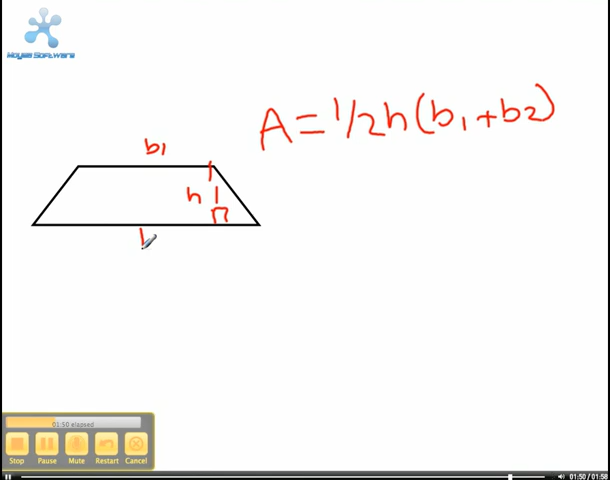 Moyea Software
A=1/2h(b1+b2)
b1
h
01:50 elapsed
Stop Pause Mute Restart Cancel
01:50 / 01:58